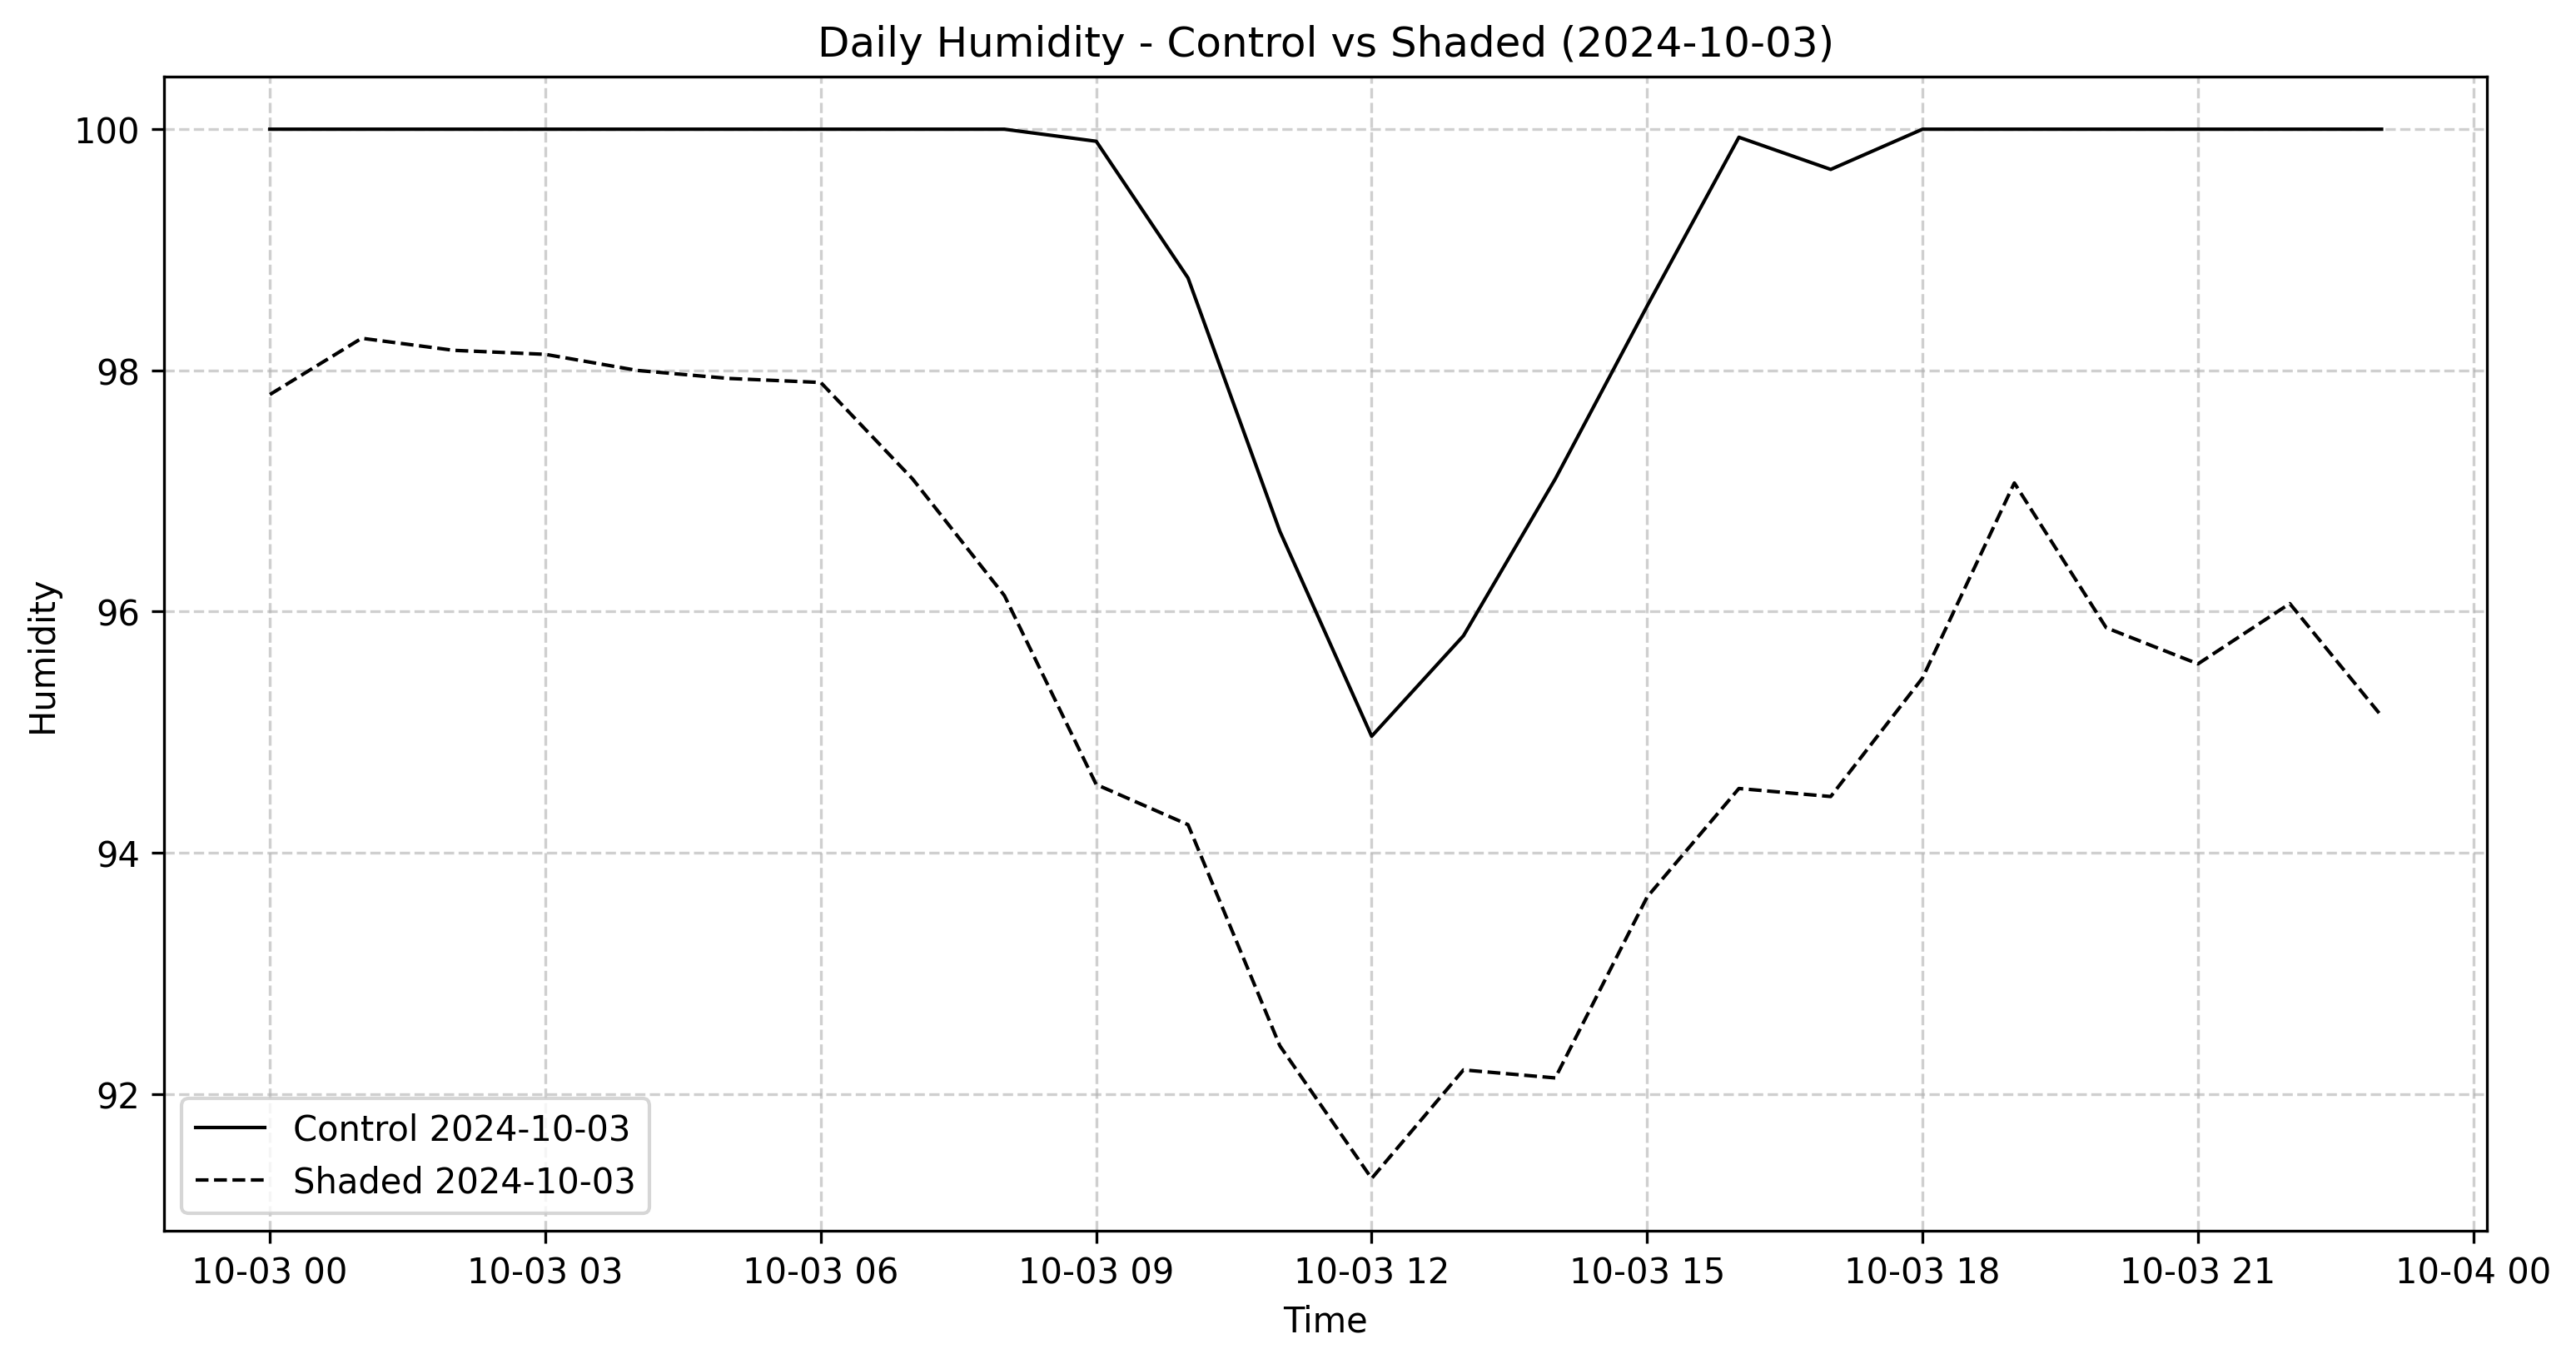 Daily Humidity - Control vs Shaded (2024-10-03)
100
98
96
94
92
Humidity
Control 2024-10-03
Shaded 2024-10-03
10-03 00 10-03 03 10-03 06 10-03 09 10-03 12 10-03 15 10-03 18 10-03 21 10-04 00
Time